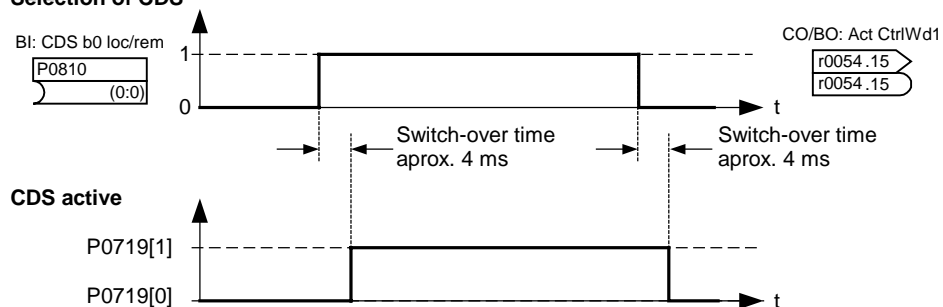 Selection of CDS
BI: CDS b0 loc/rem
P0810
(0:0)
1
0
t
CO/BO: Act CtrlWd1
r0054.15
r0054.15
Switch-over time
aprox. 4 ms
Switch-over time
aprox. 4 ms
CDS active
P0719[1]
P0719[0]
t